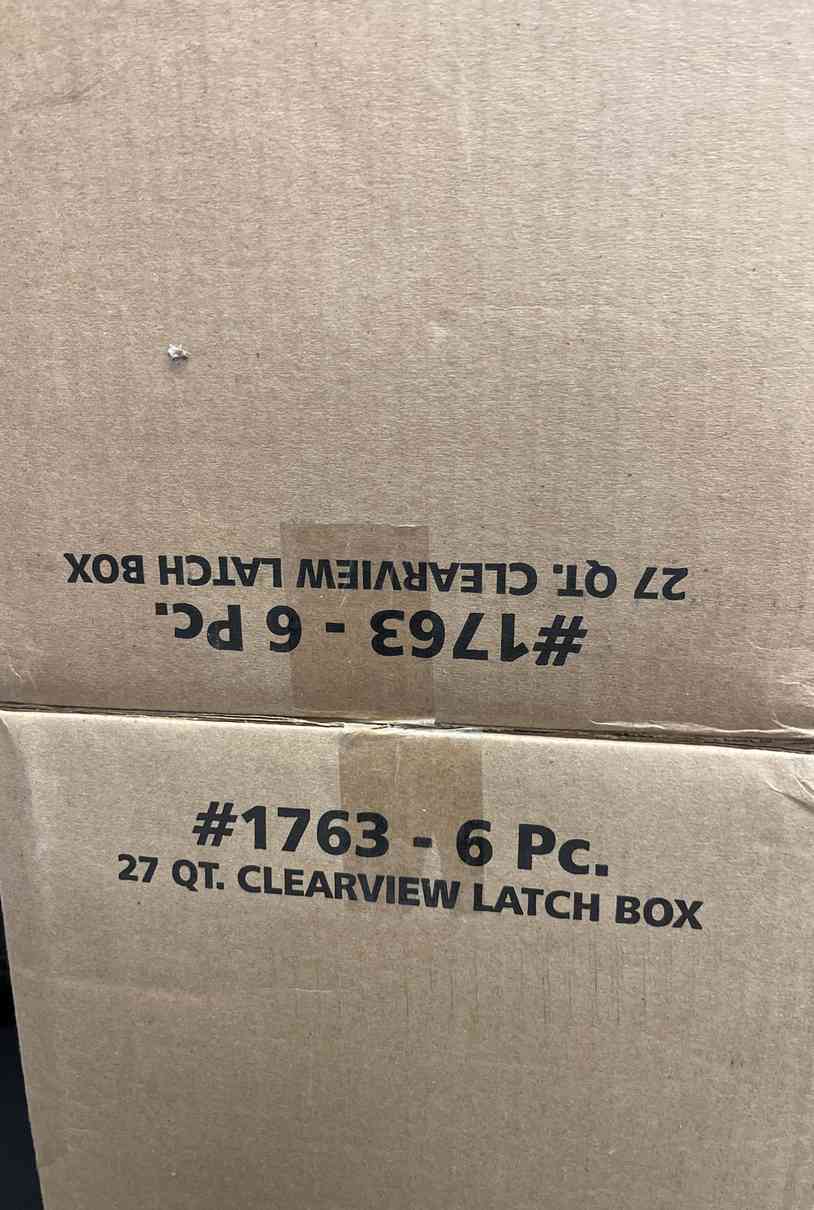 27 QT. CLEARVIEW LATCH BOX
#1763 - 6 Pc.
#1763 - 6 Pc.
27 QT. CLEARVIEW LATCH BOX